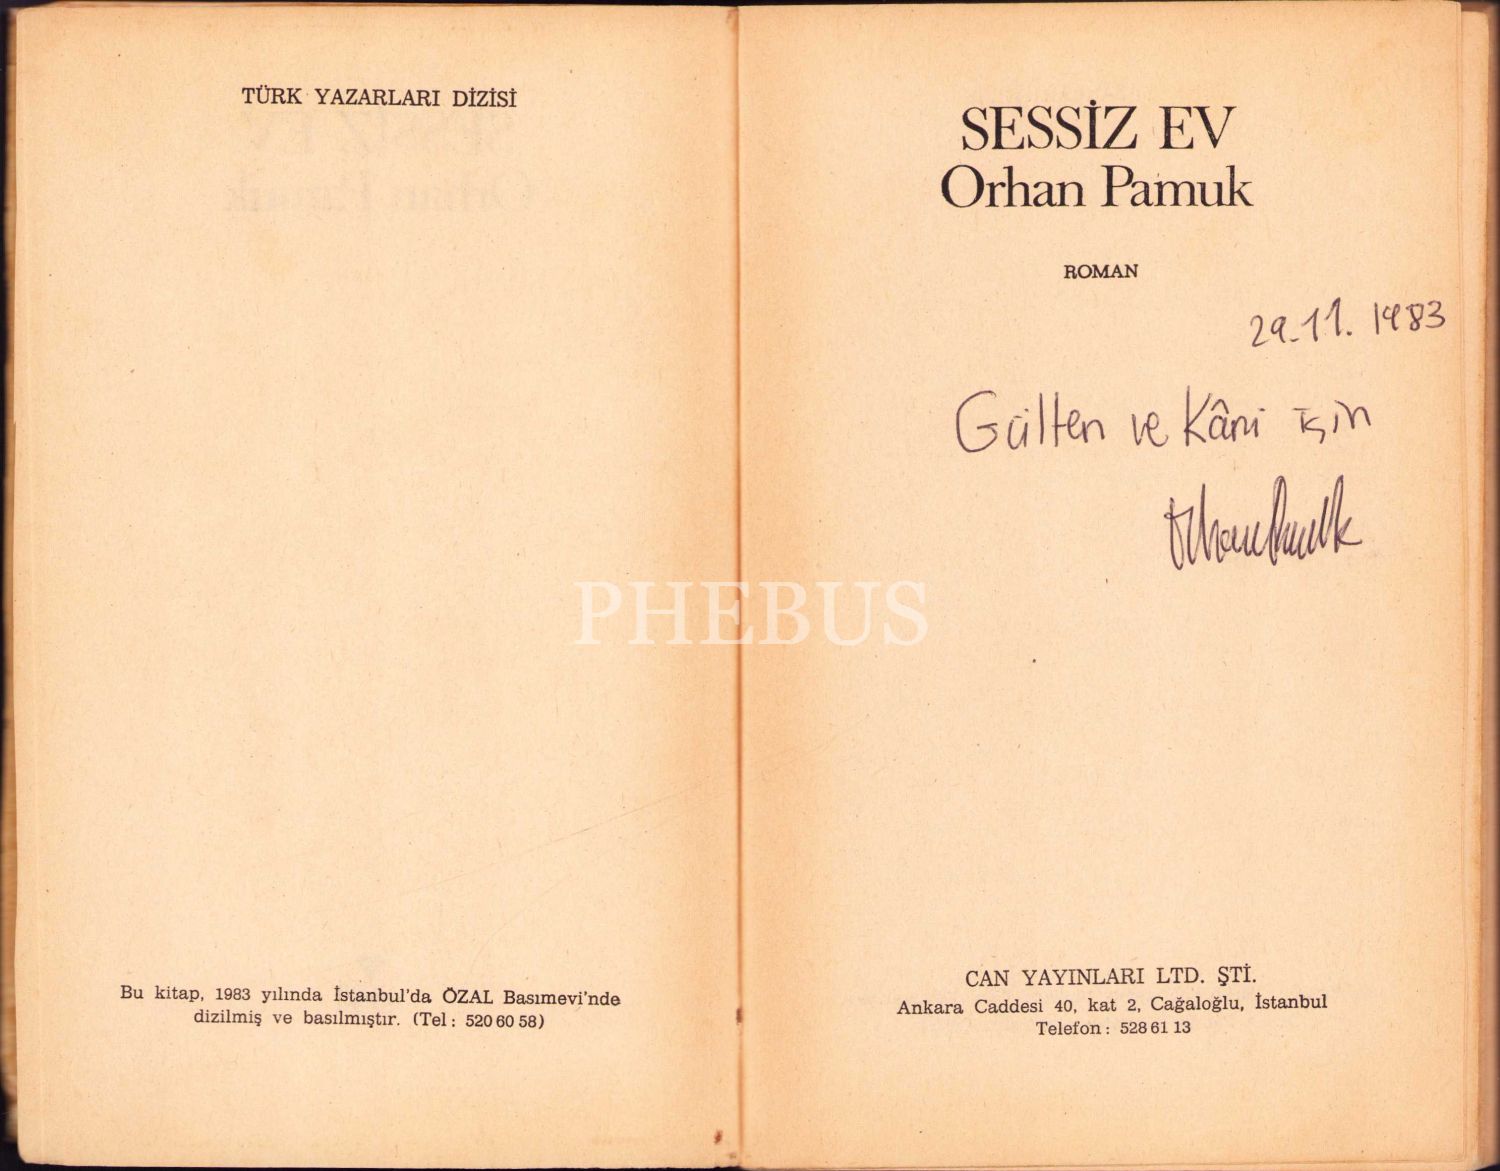 TÜRK YAZARLARI DİZİSİ
Bu kitap, 1983 yılında İstanbul'da ÖZAL Basımevi'nde
dizilmiş ve basılmıştır. (Tel: 520 60 58)
SESSİZ EV
Orhan Pamuk
ROMAN
29.11.1983
Gülten ve Kâni için
Orhan Pamuk
PHEBUS
CAN YAYINLARI LTD. ŞTİ.
Ankara Caddesi 40, kat 2, Cağaloğlu, İstanbul
Telefon: 528 61 13